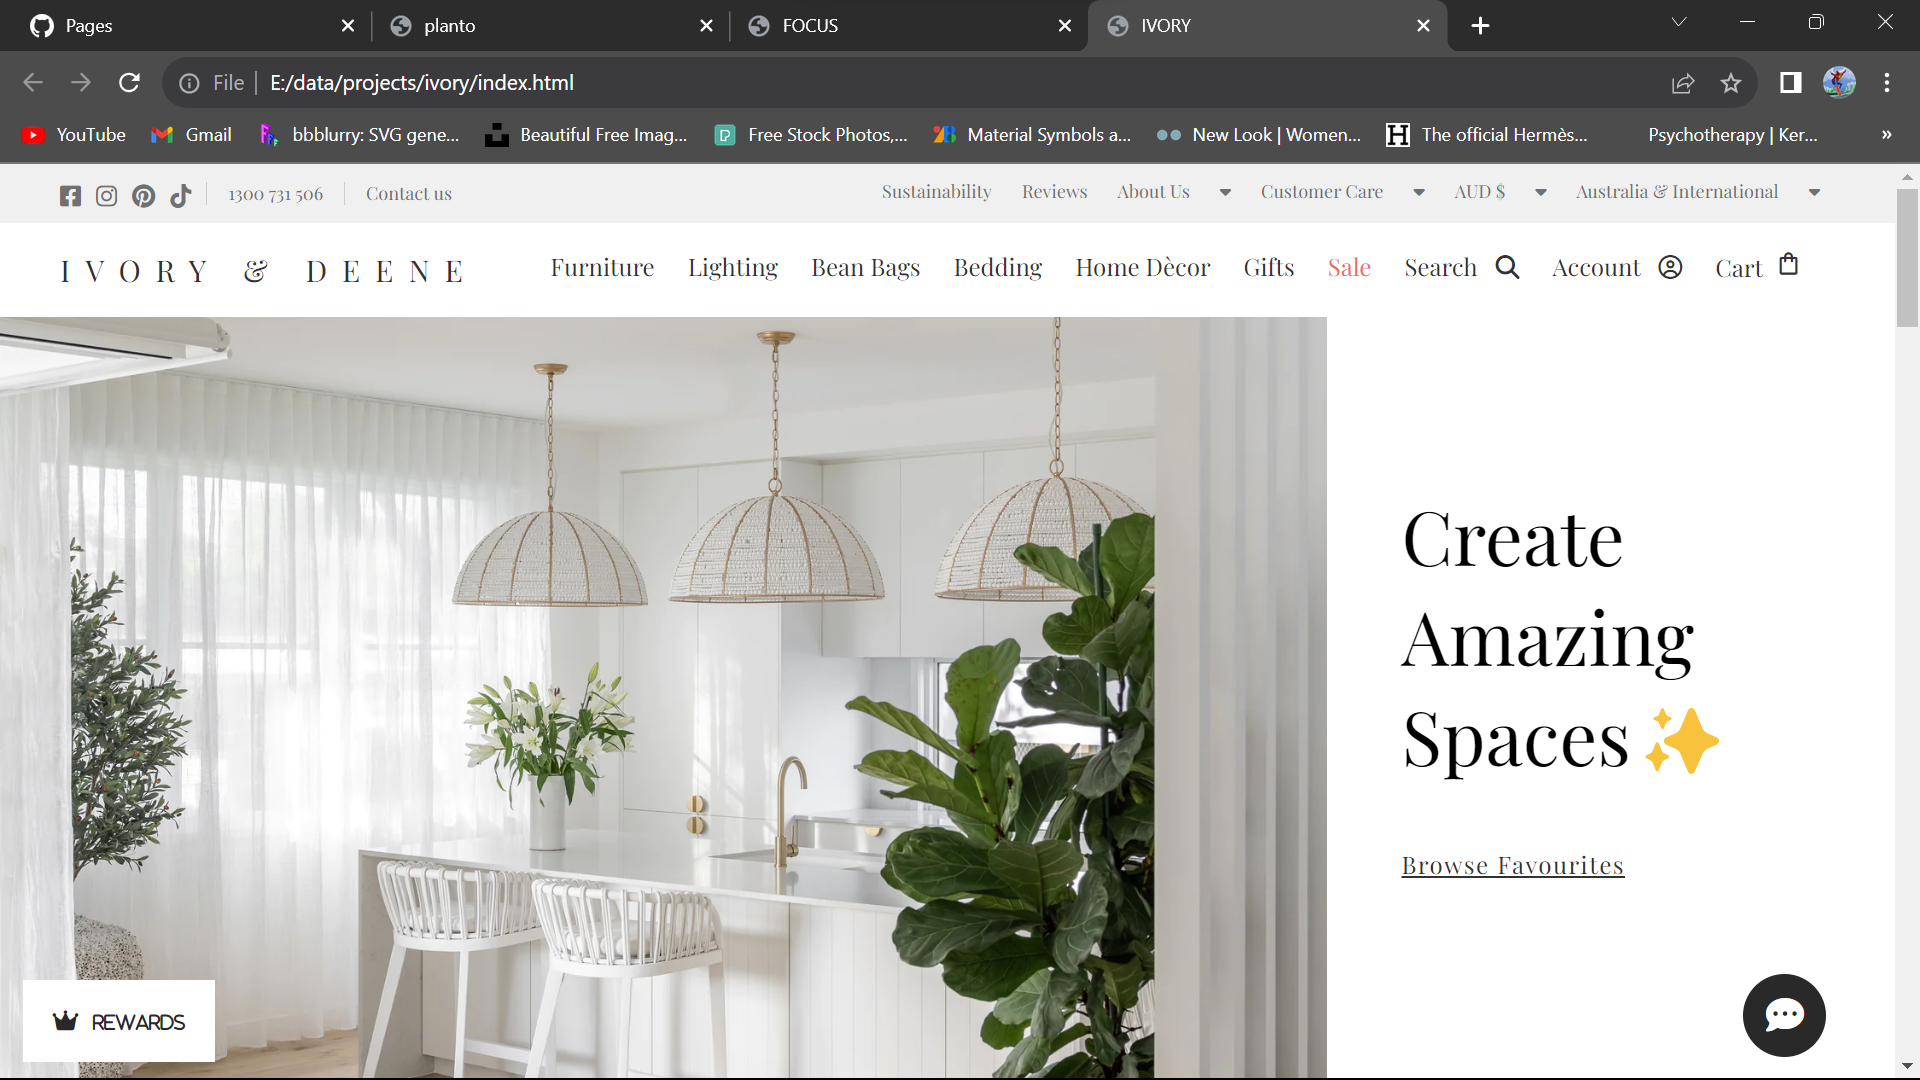 Pages
planto
FOCUS
IVORY
File
E:/data/projects/ivory/index.html
YouTube
Gmail
bbblurry: SVG gene...
Beautiful Free Imag...
Free Stock Photos,...
Material Symbols a...
New Look | Women...
The official Hermès...
Psychotherapy | Ker...
»
1300 731 506
Contact us
Sustainability
Reviews
About Us
Customer Care
AUD $
Australia & International
IVORY & DEENE
Furniture
Lighting
Bean Bags
Bedding
Home Dècor
Gifts
Sale
Search
Account
Cart
Create
Amazing
Spaces ✨
Browse Favourites
REWARDS